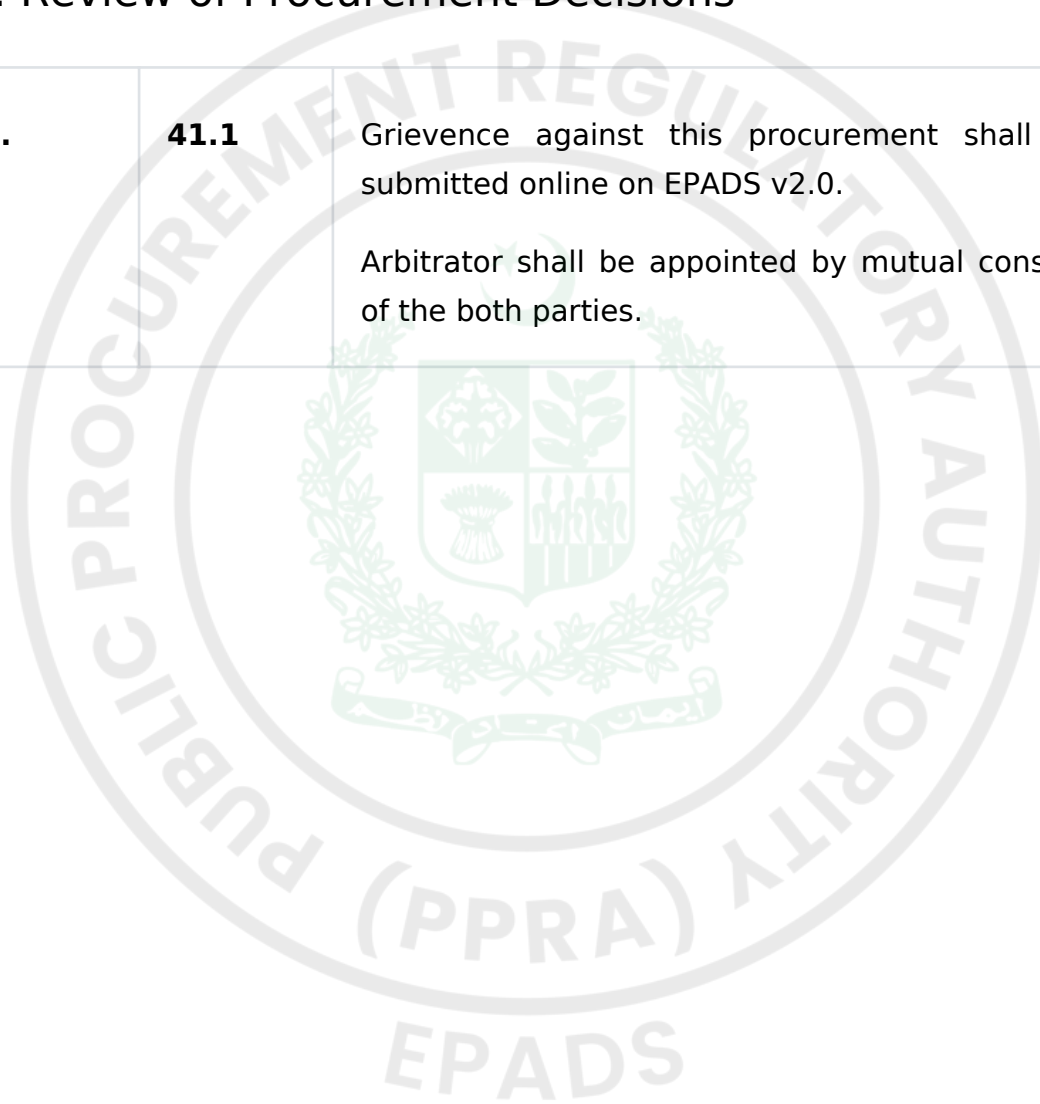 . Review of Procurement Decisions
. 41.1 Grievence against this procurement shall
submitted online on EPADS v2.0.
Arbitrator shall be appointed by mutual cons
of the both parties.
PUBLIC PROCUREMENT REGULATORY AUTHORITY
(PPRA)
EPADS